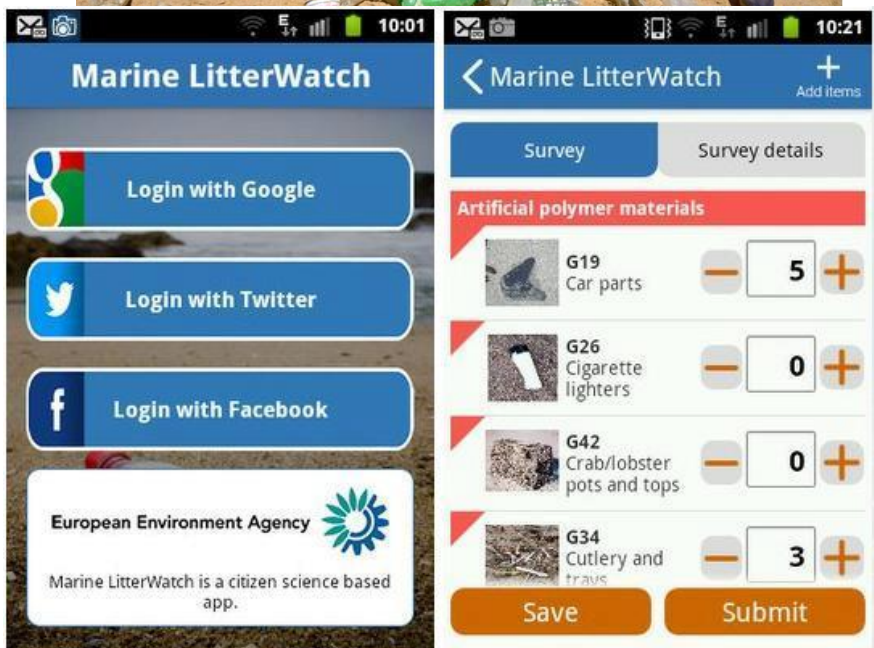 10:01
Marine LitterWatch
Login with Google
Login with Twitter
Login with Facebook
European Environment Agency
Marine LitterWatch is a citizen science based
app.
10:21
Marine LitterWatch
Add items
Survey
Survey details
Artificial polymer materials
G19
Car parts
5
G26
Cigarette
lighters
0
G42
Crab/lobster
pots and tops
0
G34
Cutlery and
trays
3
Save
Submit